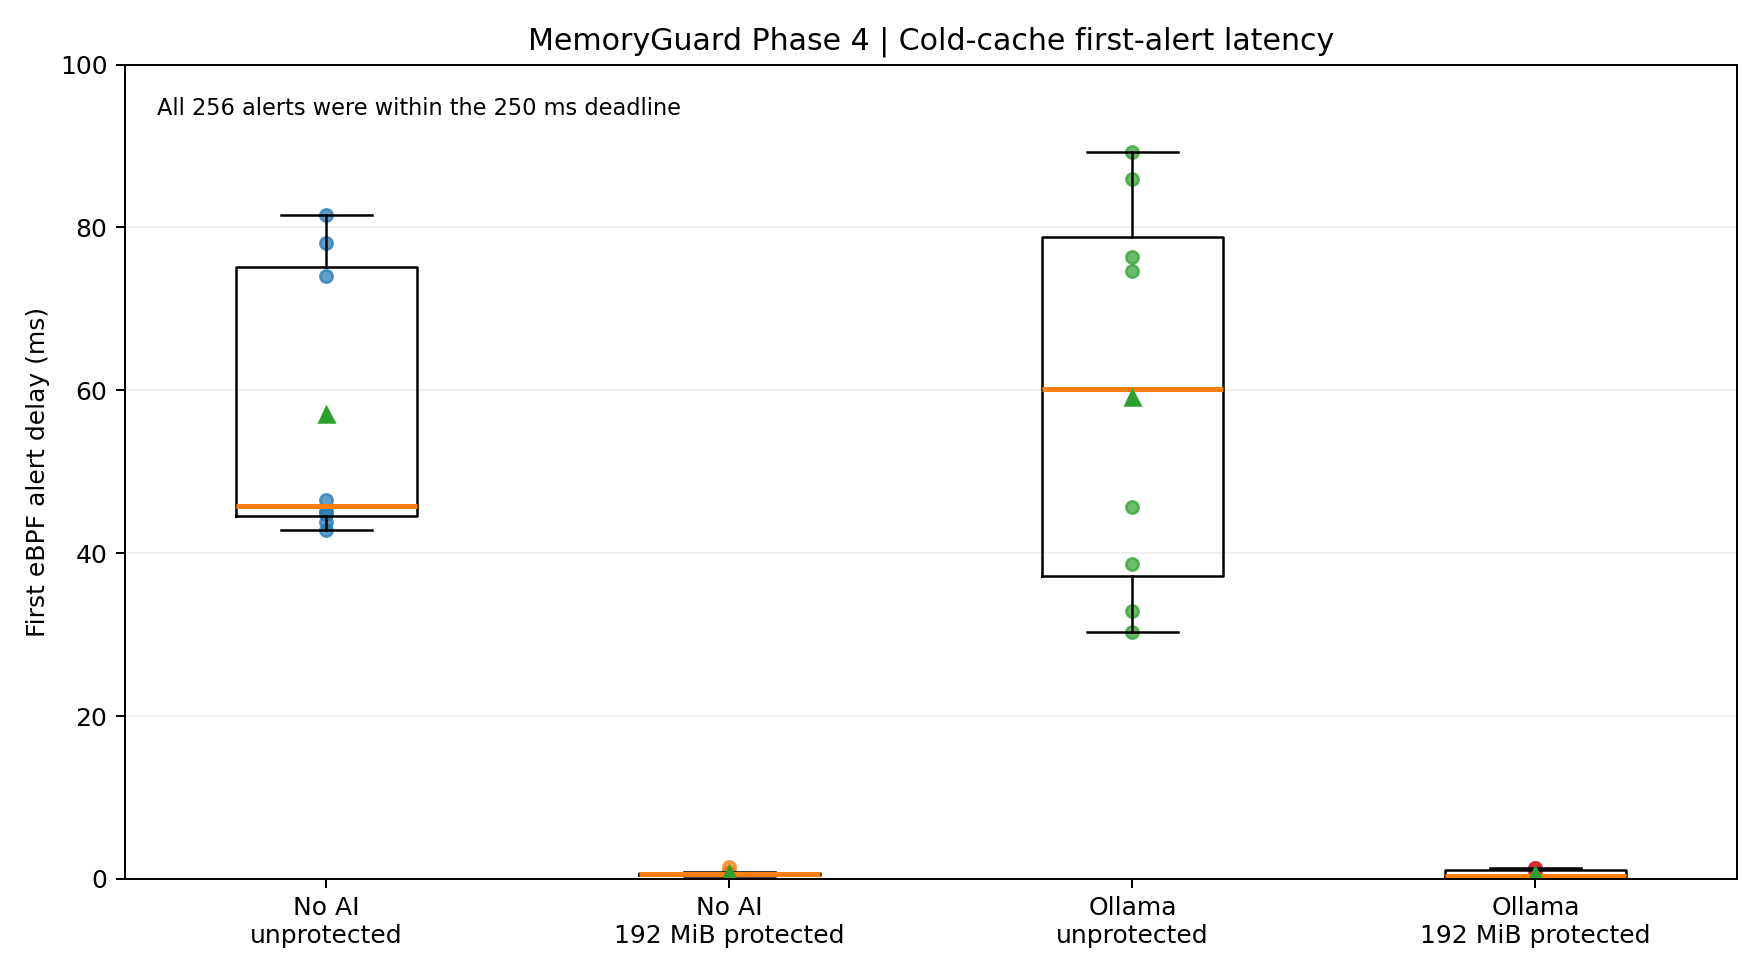 MemoryGuard Phase 4 | Cold-cache first-alert latency
All 256 alerts were within the 250 ms deadline
First eBPF alert delay (ms)
100
80
60
40
20
0
No AI
unprotected
No AI
192 MiB protected
Ollama
unprotected
Ollama
192 MiB protected